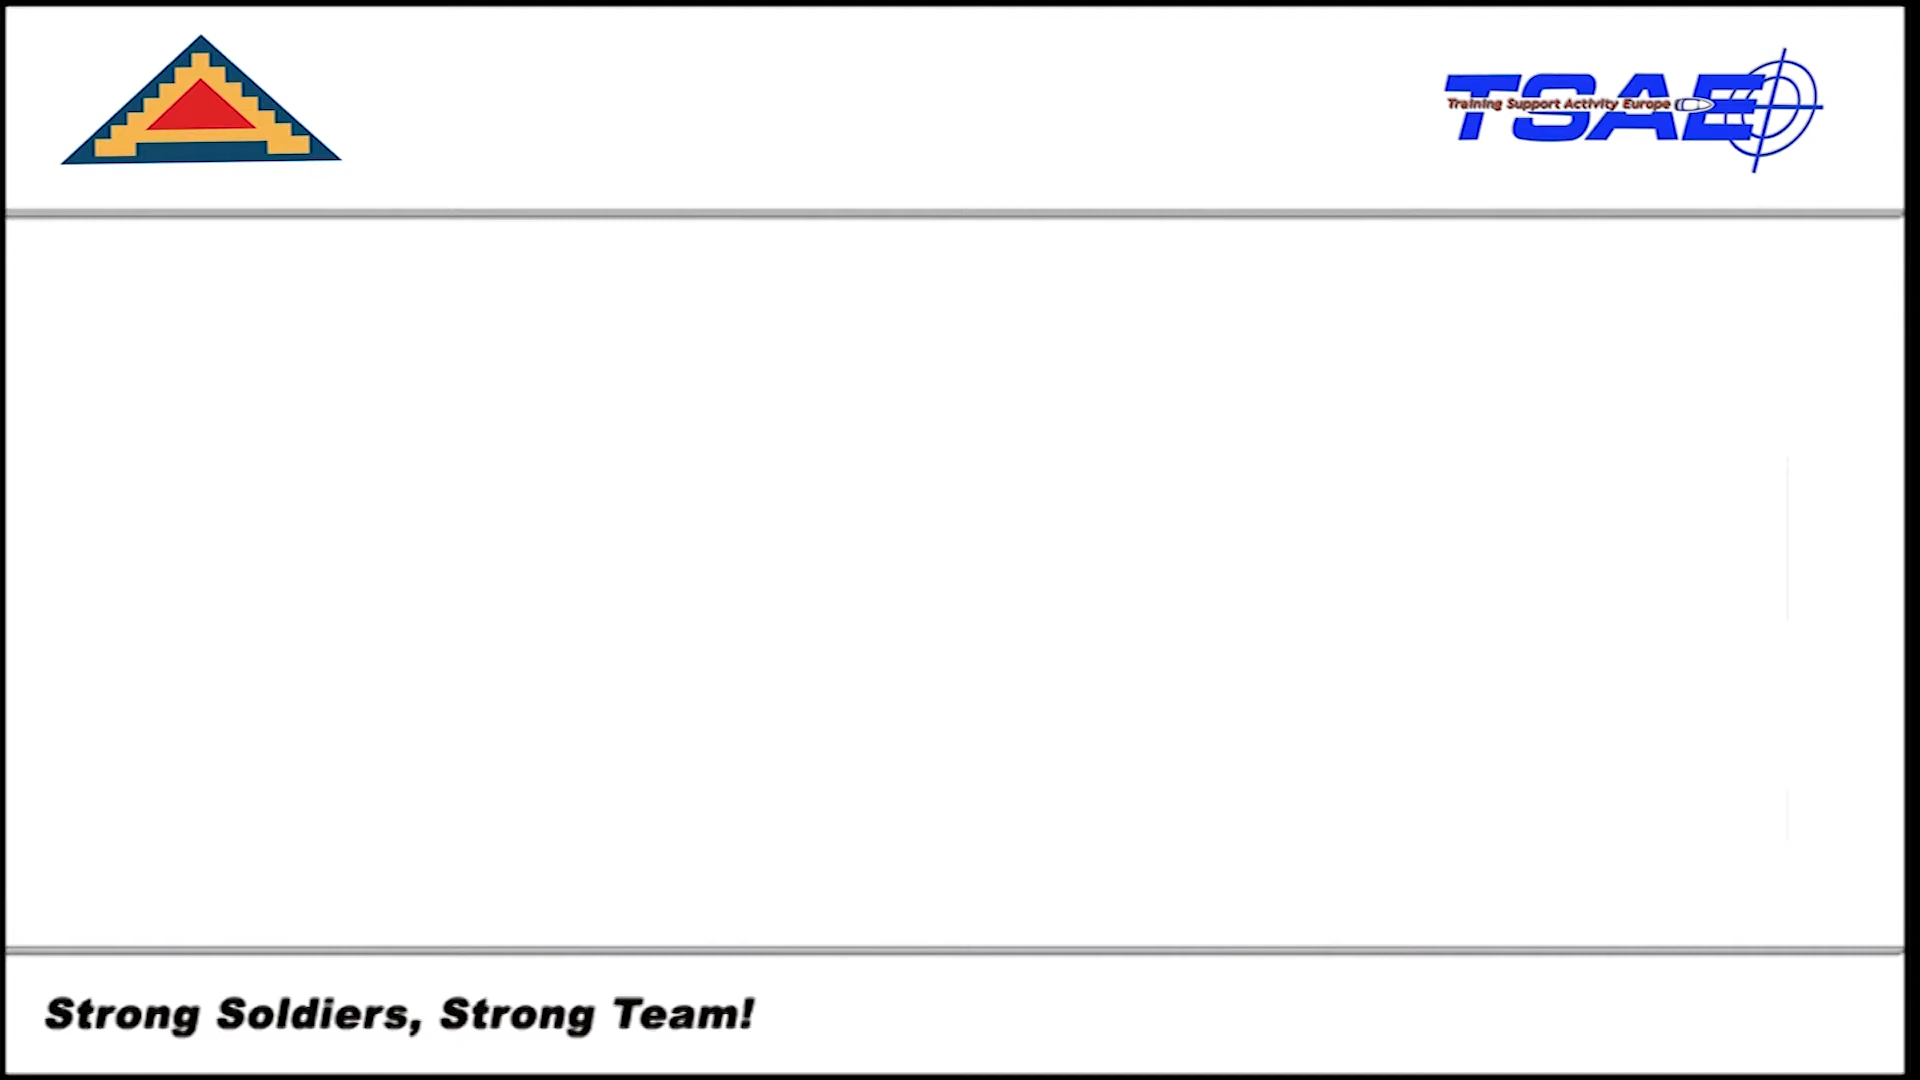 TSAE
Training Support Activity Europe
Strong Soldiers, Strong Team!